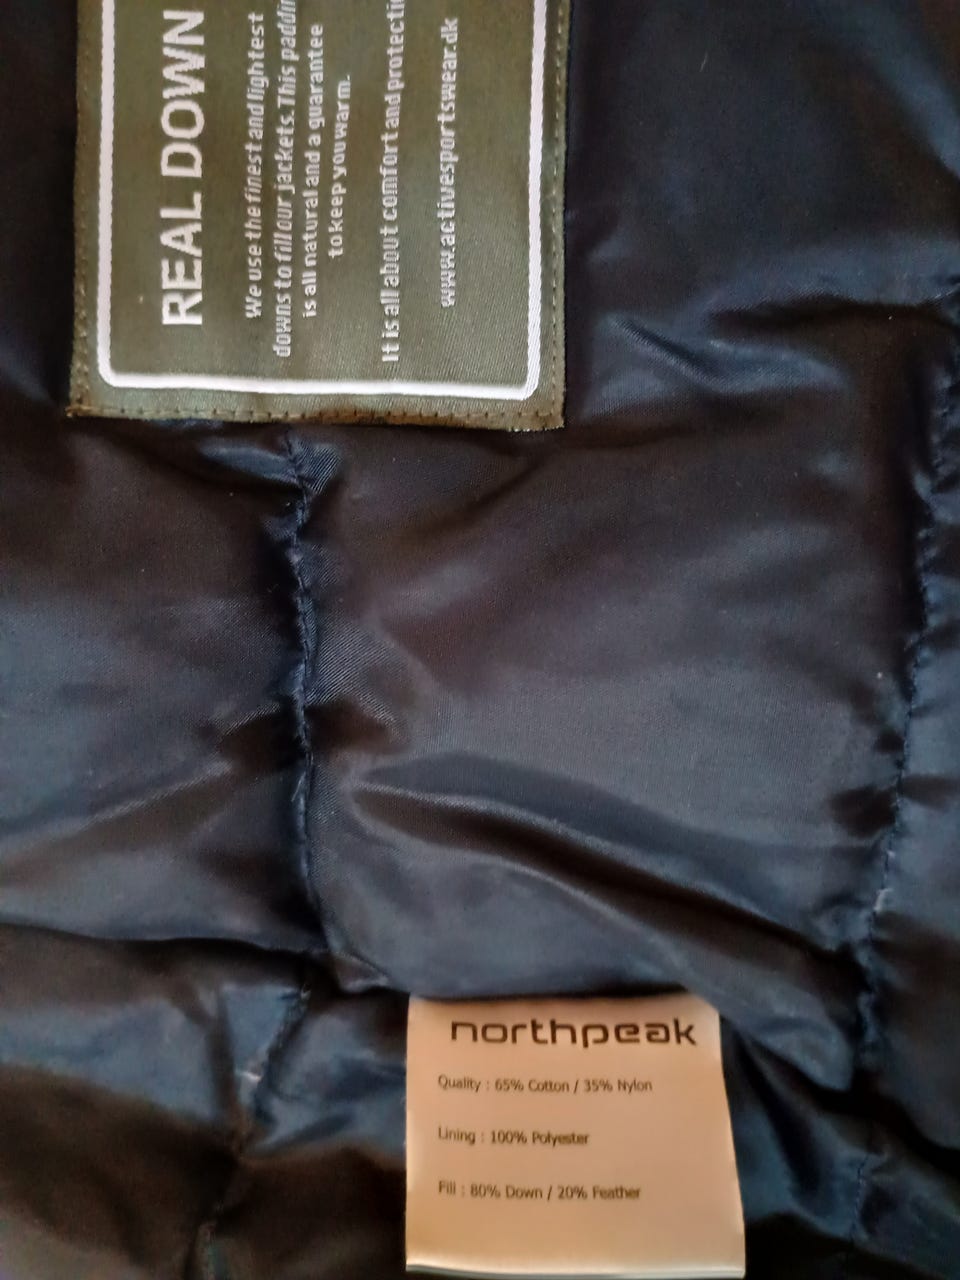 REAL DOWN
We use the finest and lightest
downs to fill our jackets. This
is all natural and a guarantee
to keep you warm.
It is all about comfort and
www.activesportswear.dk
northpeak
Quality : 65% Cotton / 35% Nylon
Lining : 100% Polyester
Fill : 80% Down / 20% Feather